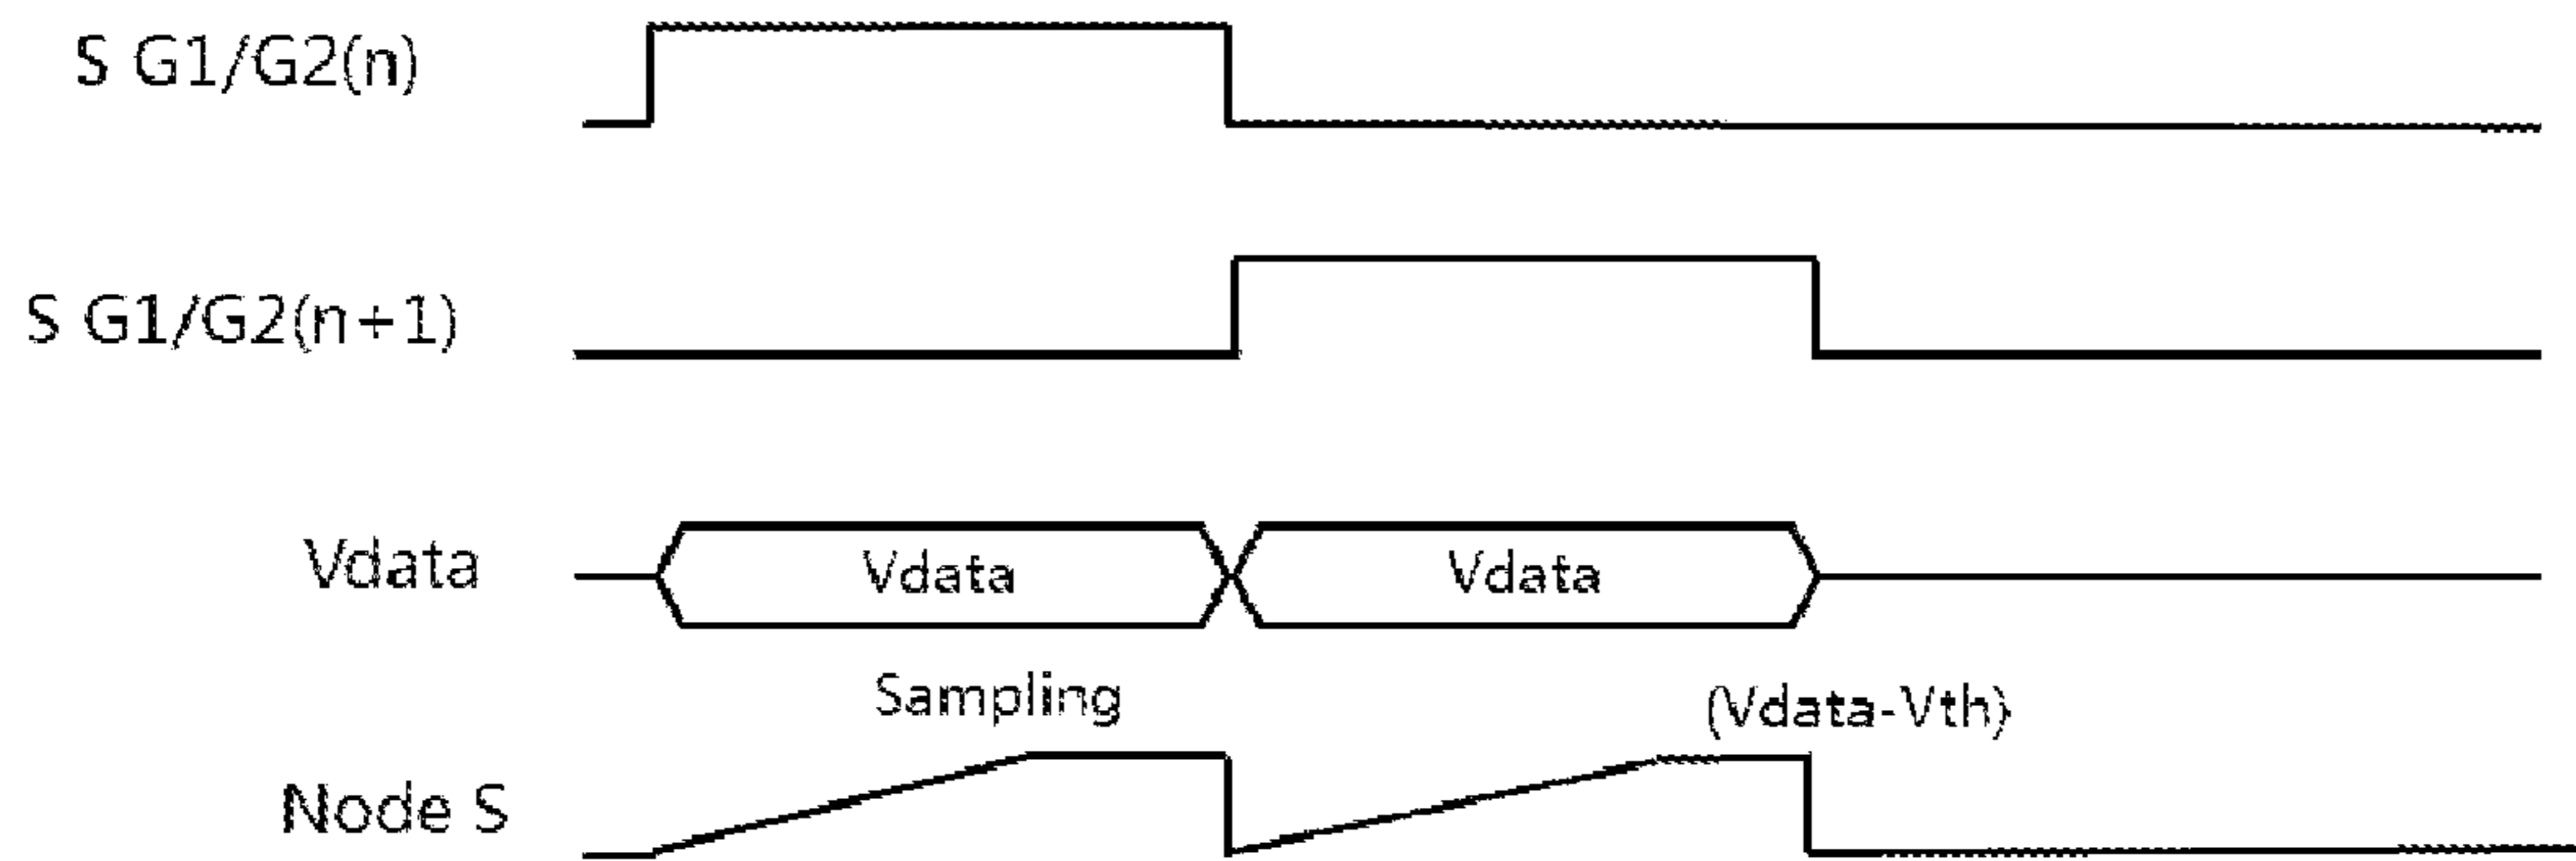 S G1/G2(n)
S G1/G2(n+1)
Vdata Vdata Vdata
Sampling (Vdata-Vth)
Node S